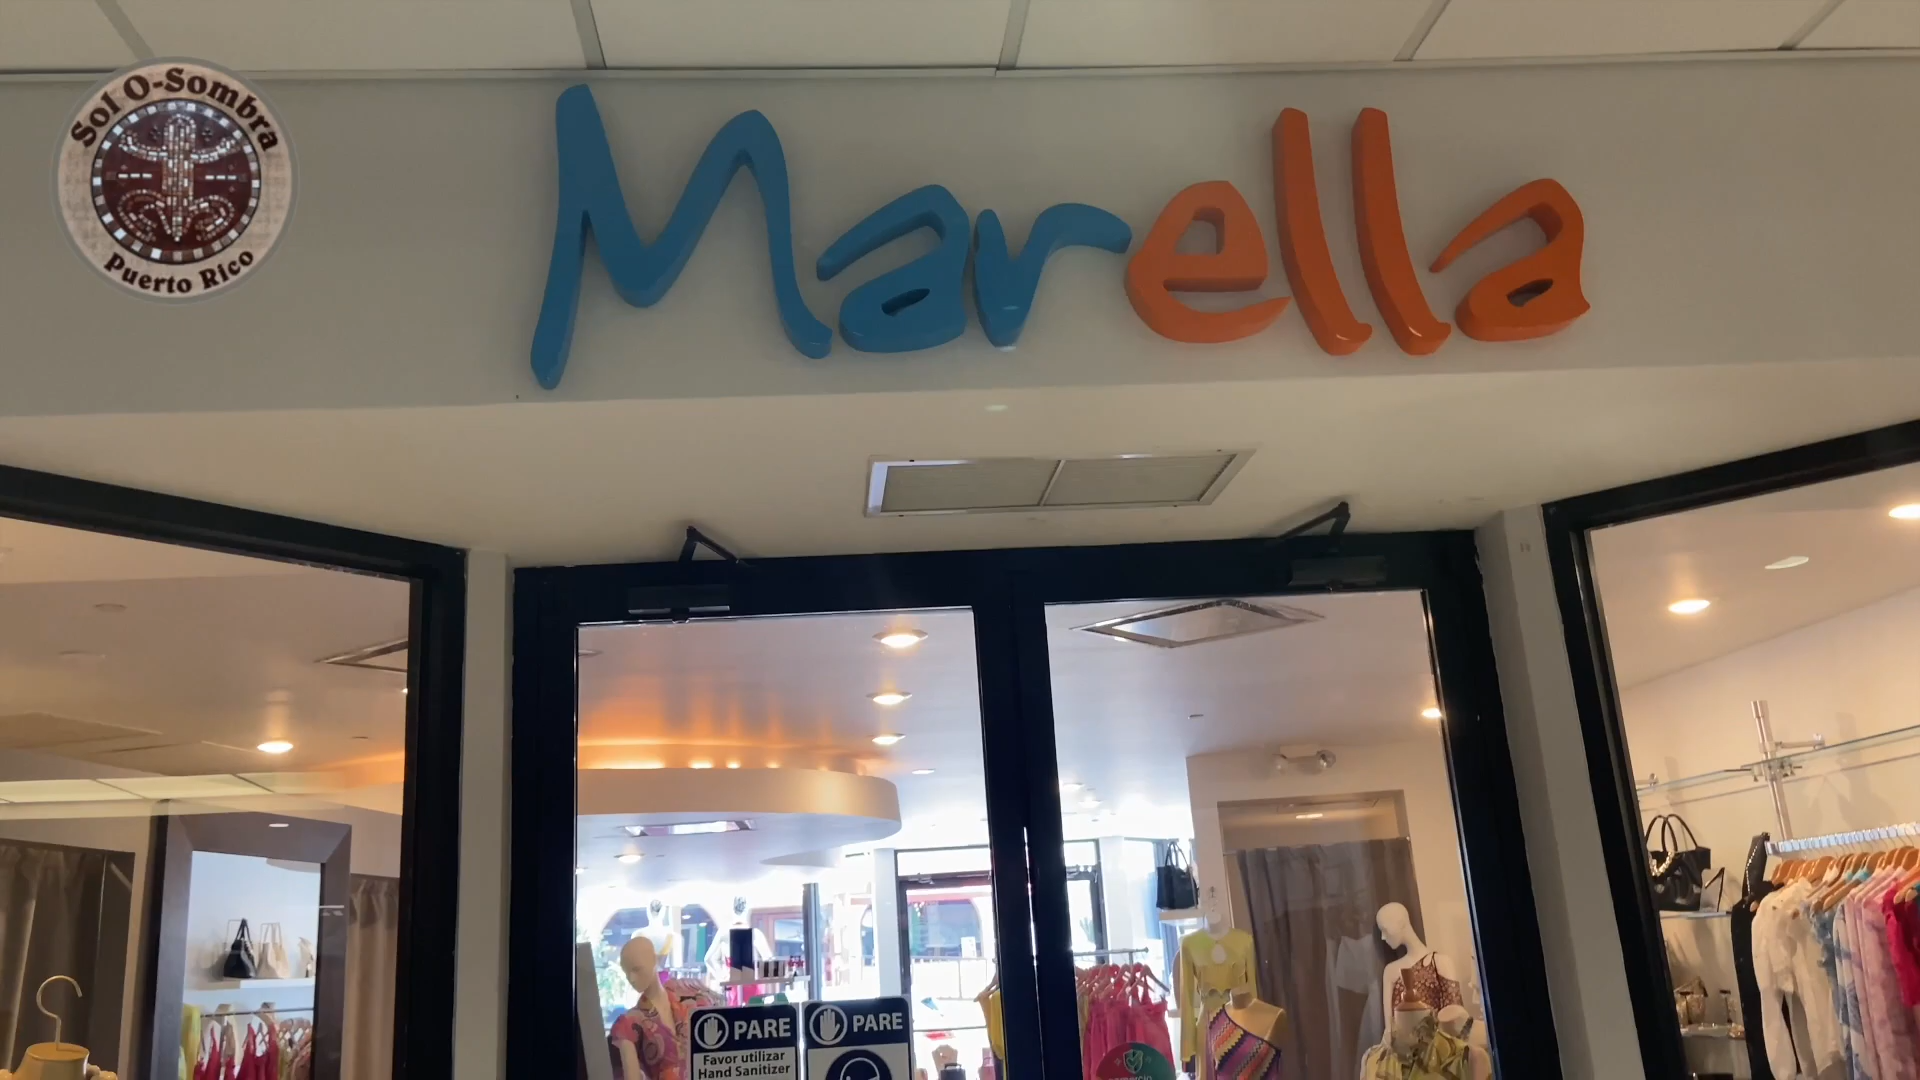 Sol O-Sombra
Puerto Rico
Marella
PARE
Favor utilizar
Hand Sanitizer
PARE